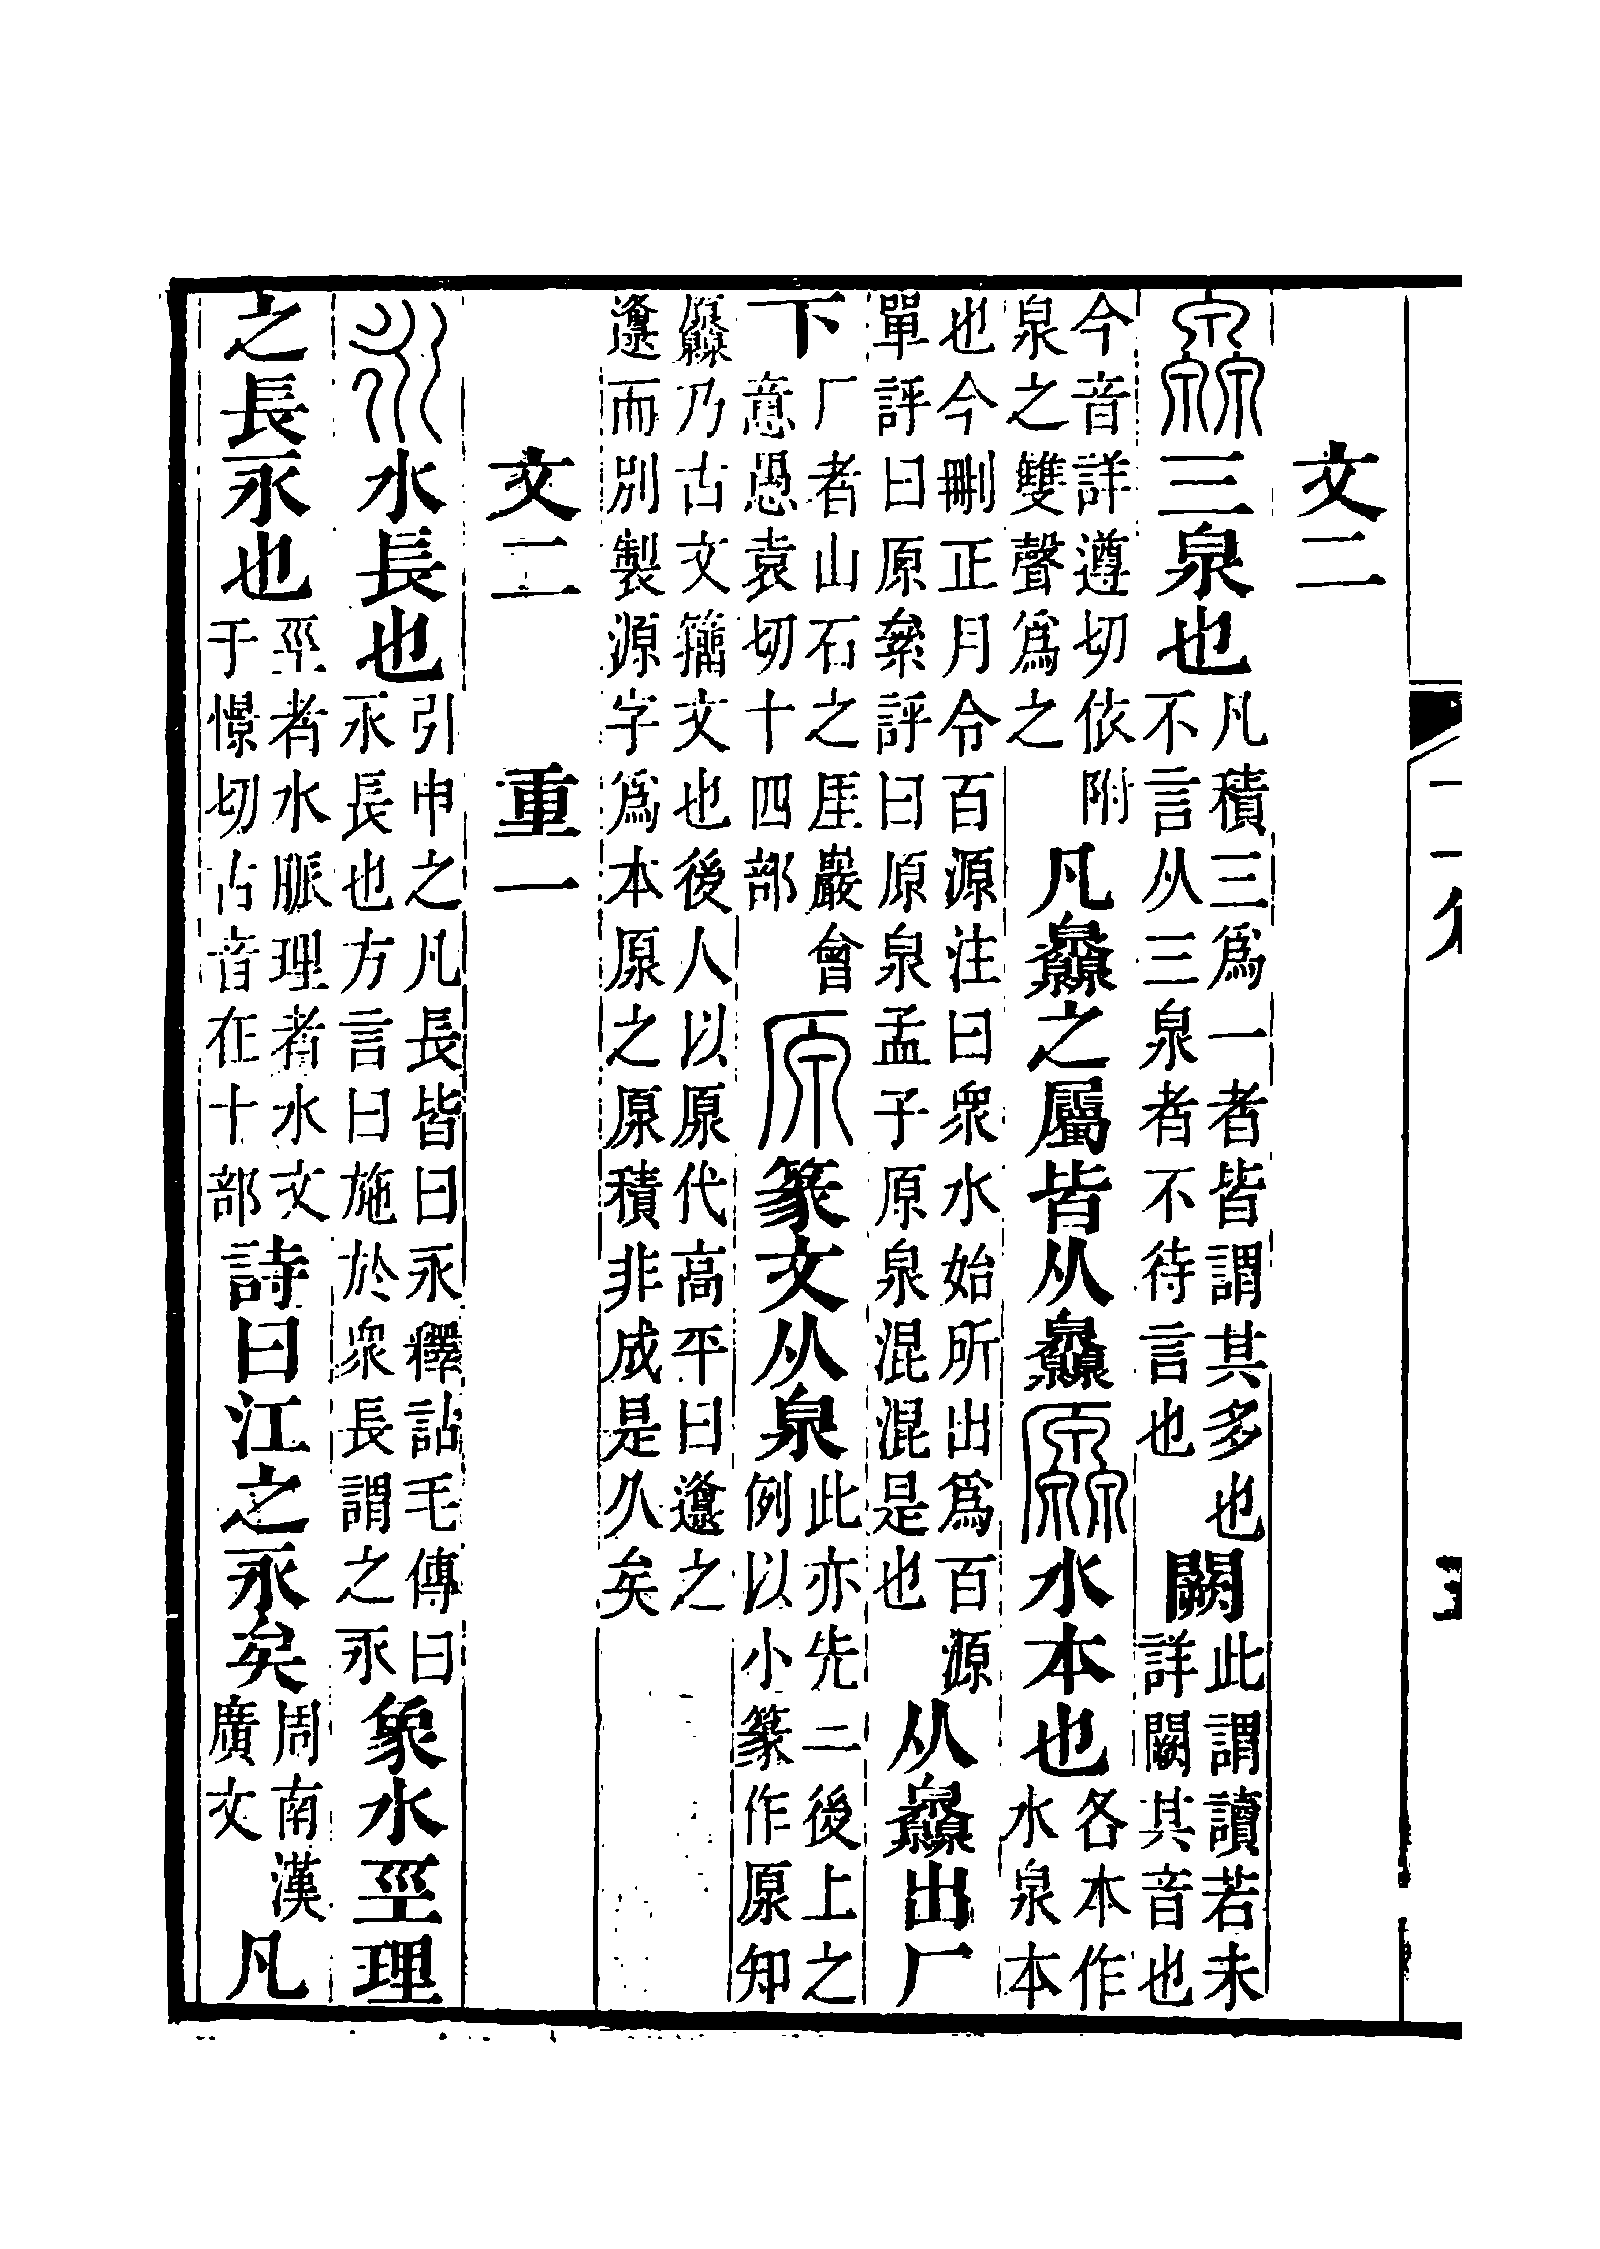 文二
灥三泉也凡積三爲一者皆謂其多也不言从三泉者不待言也闕此謂讀若未詳闕其音也
今音詳遵切依附泉之雙聲爲之凡灥之屬皆从灥厵水本也各本作水泉本
也今刪正月令百源注曰衆水始所出爲百源單評曰原絫評曰原泉孟子原泉混混是也从灥出厂
下厂者山石之厓巖會意愚袁切十四部原篆文从泉此亦先二後上之例以小篆作原知
厵乃古文籒文也後人以原代高平曰邍之邍而別製源字爲本原之原積非成是久矣
文二 重一
永水長也引申之凡長皆曰永釋詁毛傳曰永長也方言曰施於衆長謂之永象水巠理
之長永也巠者水脈理者水文于憬切古音在十部詩曰江之永矣周南漢廣文凡